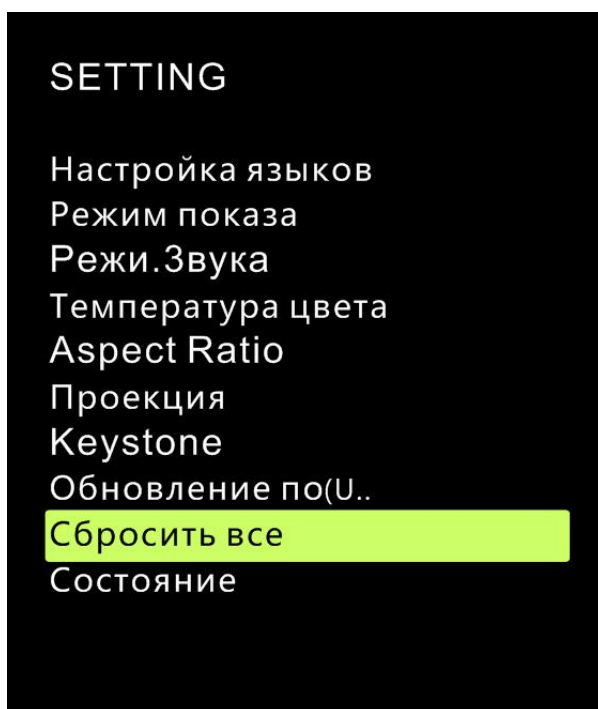 SETTING
Настройка языков
Режим показа
Режи.Звука
Температура цвета
Aspect Ratio
Проекция
Keystone
Обновление по(U..
Сбросить все
Состояние